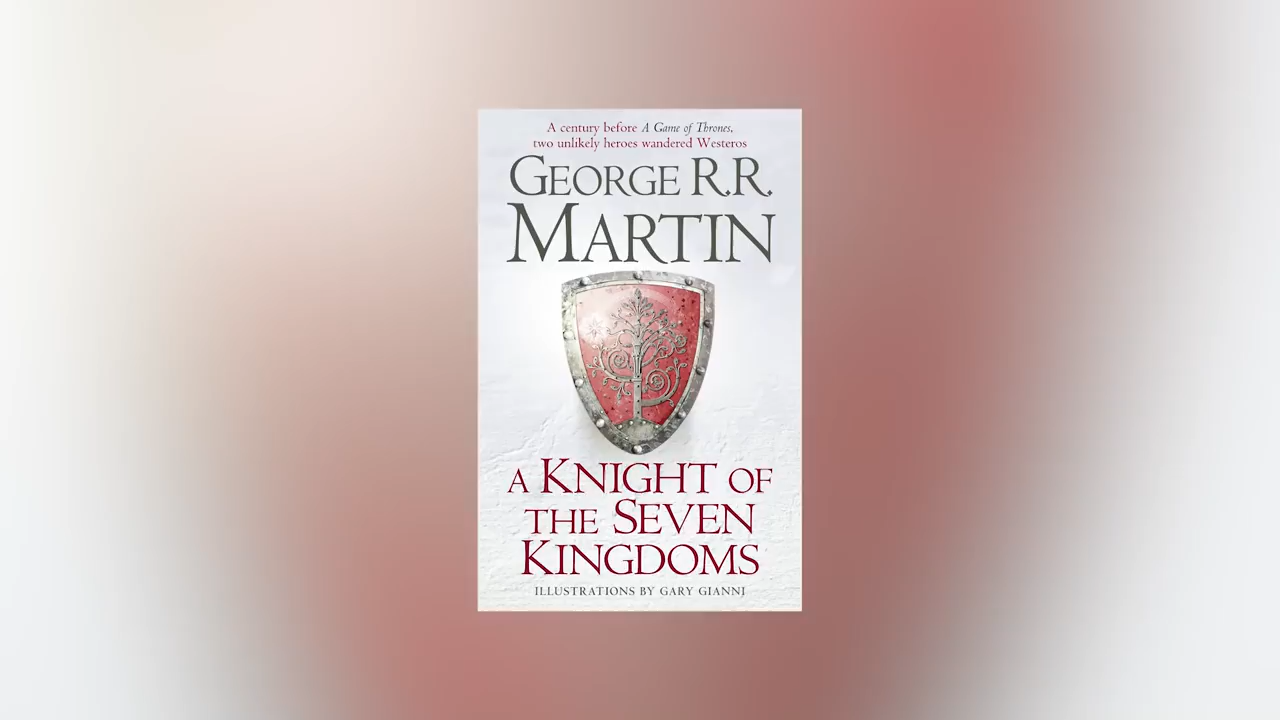 A century before A Game of Thrones,
two unlikely heroes wandered Westeros
GEORGE R.R.
MARTIN
A KNIGHT OF
THE SEVEN
KINGDOMS
ILLUSTRATIONS BY GARY GIANNI